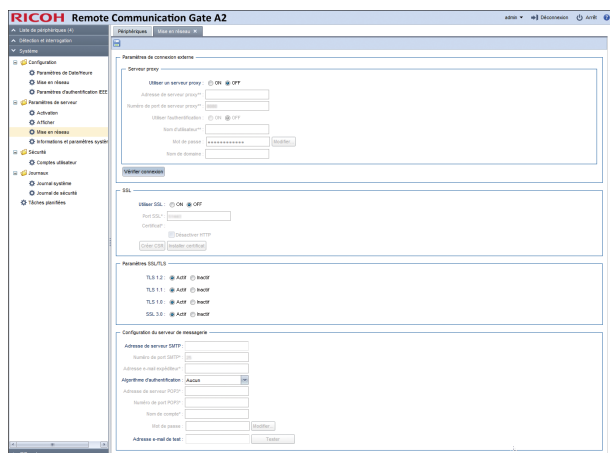 RICOH Remote Communication Gate A2
admin
Déconnexion
Arrêt
Liste de périphériques (4)
Détection et interrogation
Système
Configuration
Paramètres de Date/Heure
Mise en réseau
Paramètres d'authentification IEEE
Paramètres de serveur
Activation
Afficher
Mise en réseau
Informations et paramètres systèm
Sécurité
Comptes utilisateur
Journaux
Journal système
Journal de sécurité
Tâches planifiées
Périphériques
Mise en réseau
Paramètres de connexion externe
Serveur proxy
Utiliser un serveur proxy : ON OFF
Adresse de serveur proxy** :
Numéro de port de serveur proxy** :
Utiliser l'authentification : ON OFF
Nom d'utilisateur** :
Mot de passe : ************ Modifier...
Nom de domaine :
Vérifier connexion
SSL
Utiliser SSL : ON OFF
Port SSL* :
Certificat* :
Désactiver HTTP
Créer CSR Installer certificat
Paramètres SSL/TLS
TLS 1.2 : Actif Inactif
TLS 1.1 : Actif Inactif
TLS 1.0 : Actif Inactif
SSL 3.0 : Actif Inactif
Configuration du serveur de messagerie
Adresse de serveur SMTP :
Numéro de port SMTP* :
Adresse e-mail expéditeur* :
Algorithme d'authentification : Aucun
Adresse de serveur POP3* :
Numéro de port POP3* :
Nom de compte* :
Mot de passe : Modifier...
Adresse e-mail de test : Tester